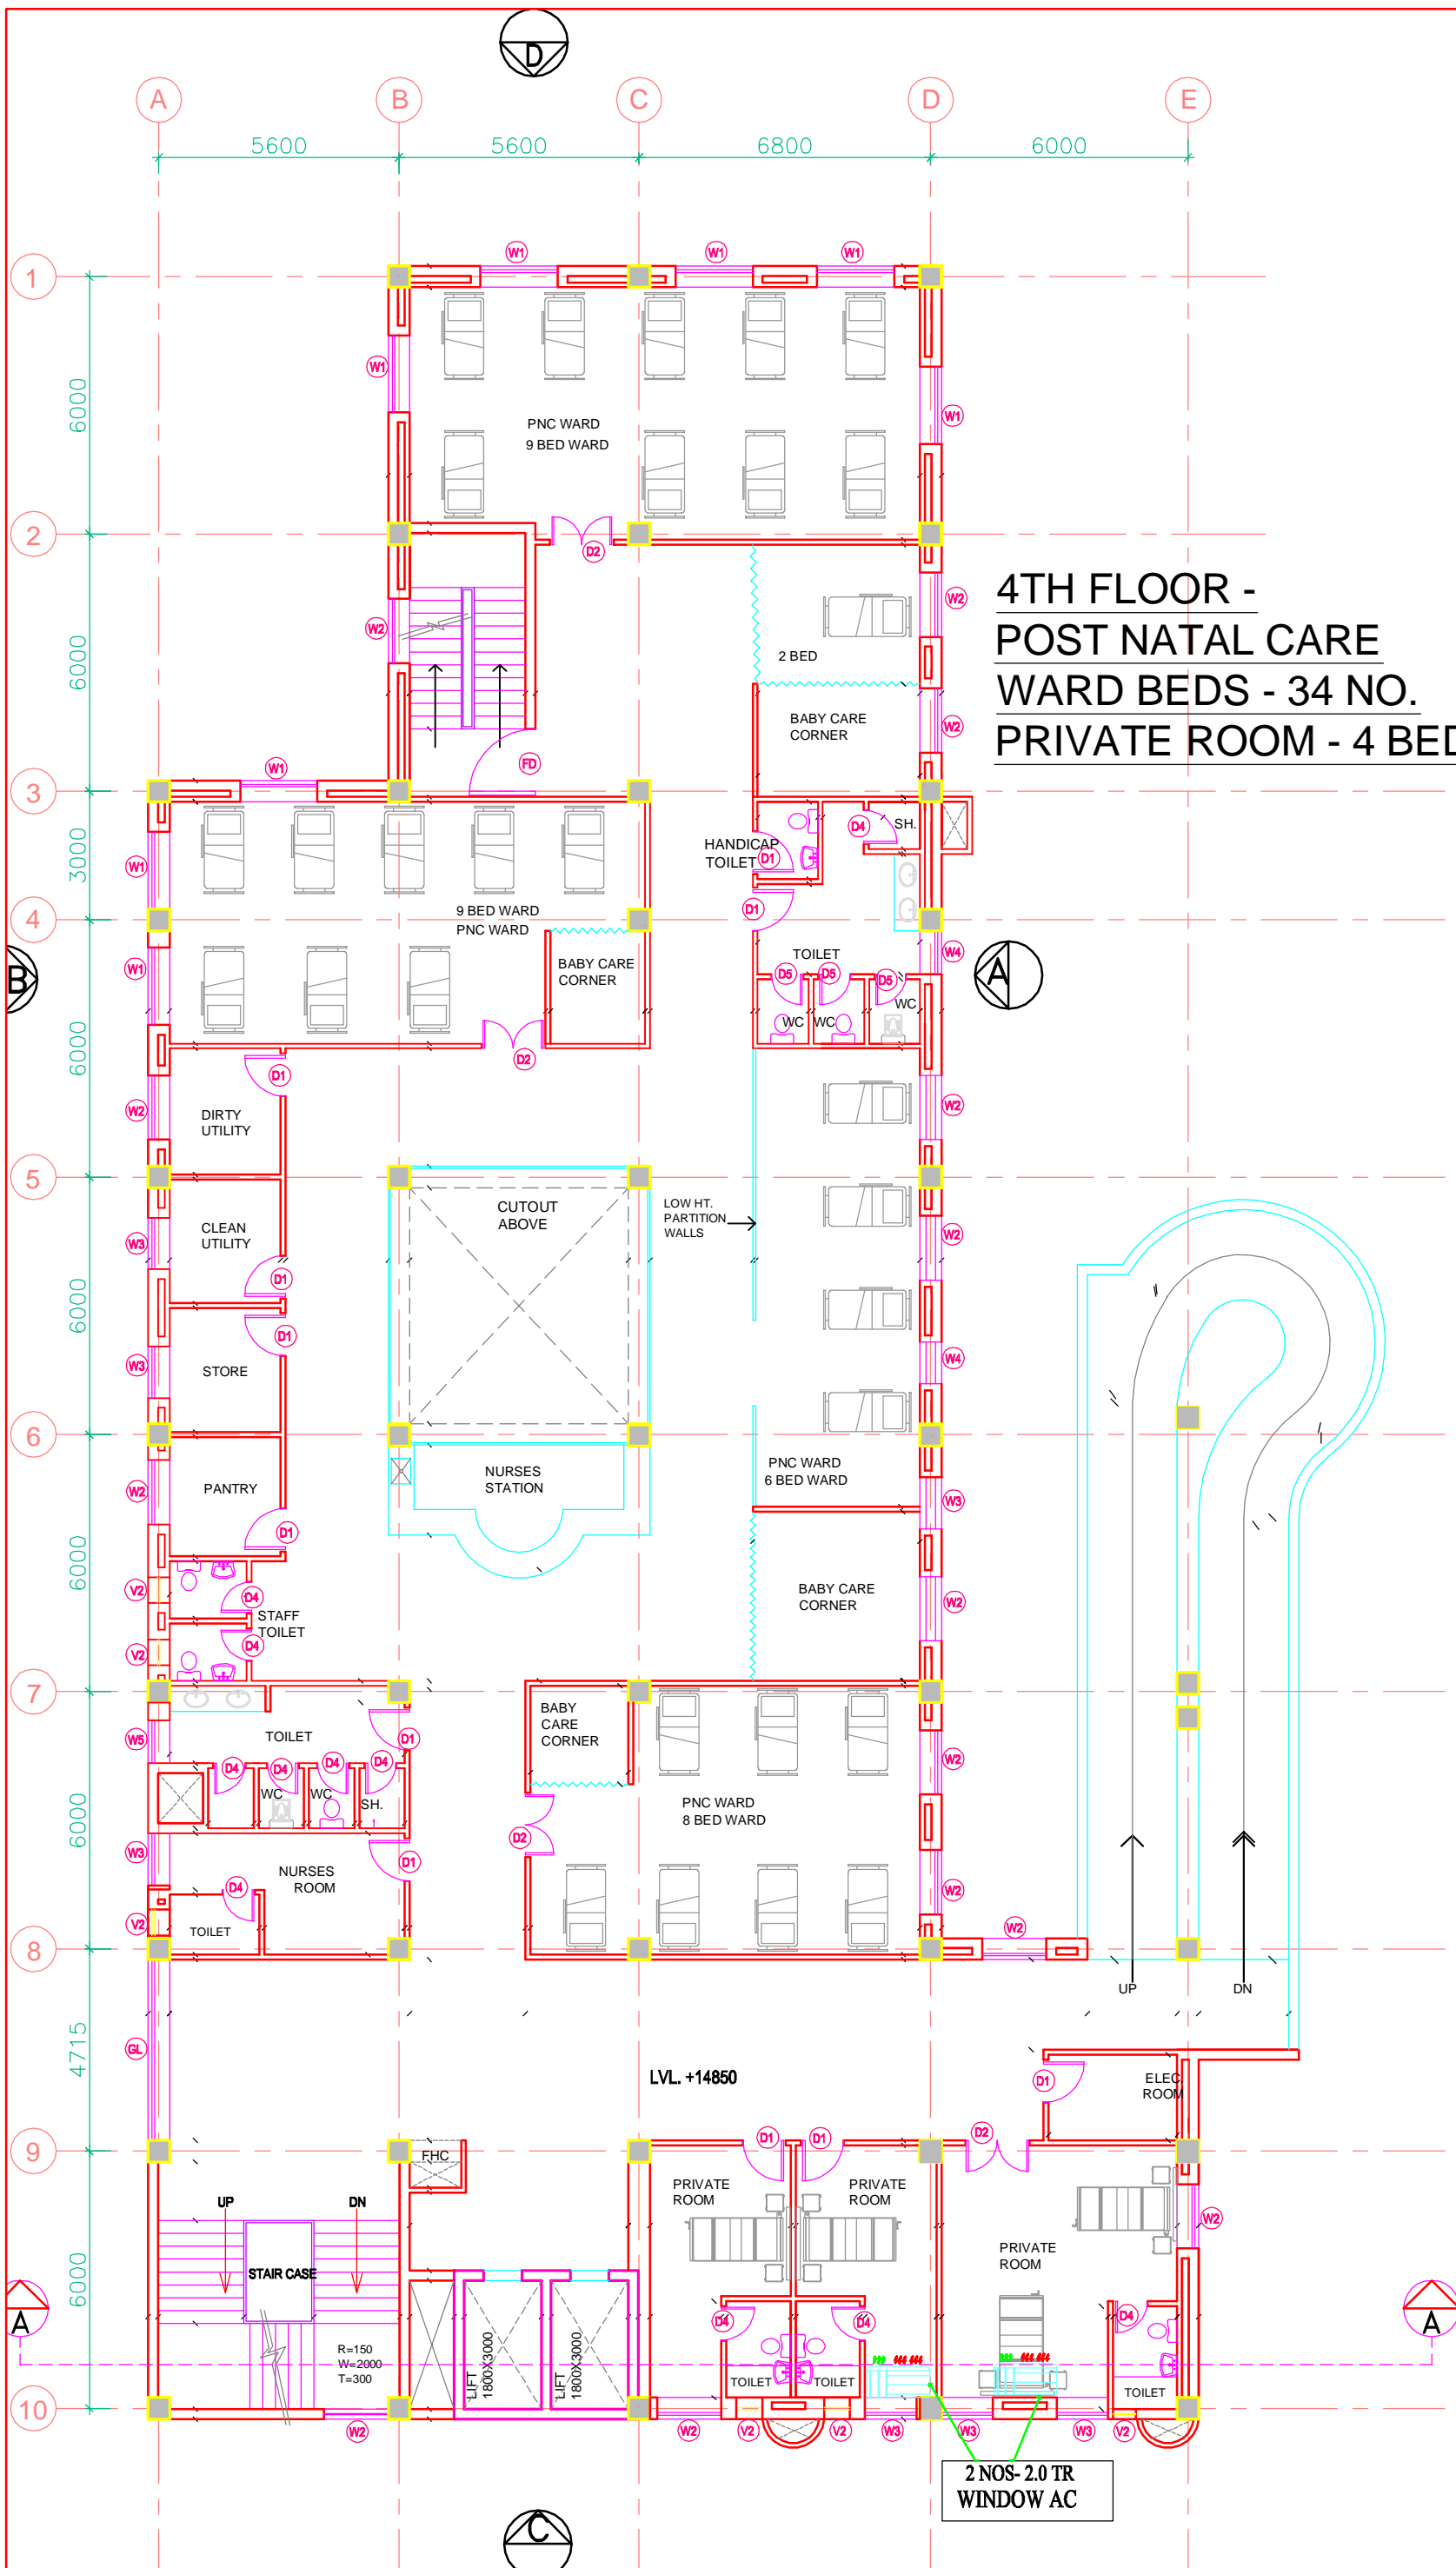 D
A
B
C
D
E
5600
5600
6800
6000
W1
W1
W1
1
6000
W1
W1
PNC WARD
9 BED WARD
2
D2
4TH FLOOR -
POST NATAL CARE
WARD BEDS - 34 NO.
PRIVATE ROOM - 4 BED
W2
W2
6000
2 BED
BABY CARE
CORNER
W2
FD
W1
3
3000
W1
HANDICAP
TOILET
D1
D4
SH.
9 BED WARD
PNC WARD
D1
4
W1
B
BABY CARE
CORNER
TOILET
W4
A
D5
D5
D5
WC
WC
WC
6000
D2
D1
W2
DIRTY
UTILITY
W2
5
CUTOUT
ABOVE
LOW HT.
PARTITION
WALLS
CLEAN
UTILITY
W3
W2
D1
6000
D1
W3
STORE
W4
6
PANTRY
W2
NURSES
STATION
PNC WARD
6 BED WARD
W3
D1
6000
V2
D4
STAFF
TOILET
D4
V2
BABY CARE
CORNER
W2
7
BABY
CARE
CORNER
W5
TOILET
D1
W2
D4
D4
D4
D4
WC
WC
SH.
PNC WARD
8 BED WARD
6000
D2
W3
NURSES
ROOM
D1
D4
W2
V2
TOILET
8
W2
UP
DN
4715
GL
LVL. +14850
D1
ELEC.
ROOM
9
FHC
D1
D1
D2
PRIVATE
ROOM
PRIVATE
ROOM
UP
DN
W2
PRIVATE
ROOM
6000
STAIR CASE
A
A
D4
D4
D4
R=150
W=2000
T=300
LIFT
1800X3000
LIFT
1800X3000
TOILET
TOILET
TOILET
10
W2
W2
V2
V2
W3
W3
W3
V2
2 NOS- 2.0 TR
WINDOW AC
C